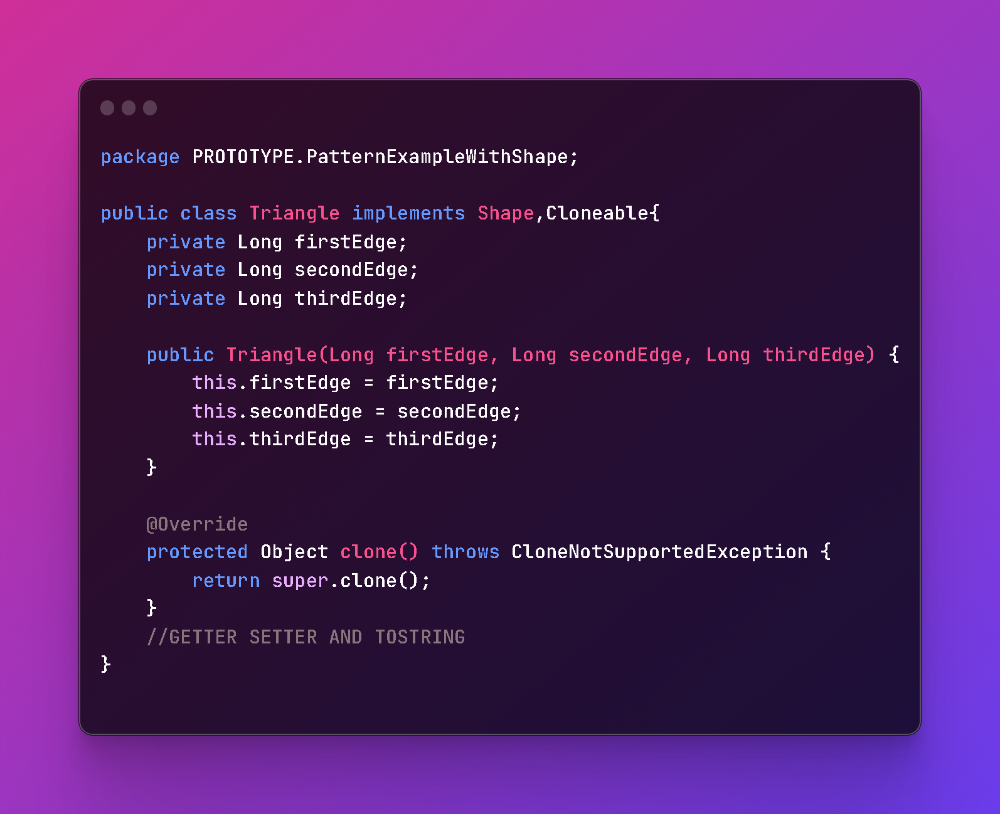 package PROTOTYPE.PatternExampleWithShape;
public class Triangle implements Shape,Cloneable{
private Long firstEdge;
private Long secondEdge;
private Long thirdEdge;
public Triangle(Long firstEdge, Long secondEdge, Long thirdEdge) {
this.firstEdge = firstEdge;
this.secondEdge = secondEdge;
this.thirdEdge = thirdEdge;
}
@Override
protected Object clone() throws CloneNotSupportedException {
return super.clone();
}
//GETTER SETTER AND TOSTRING
}